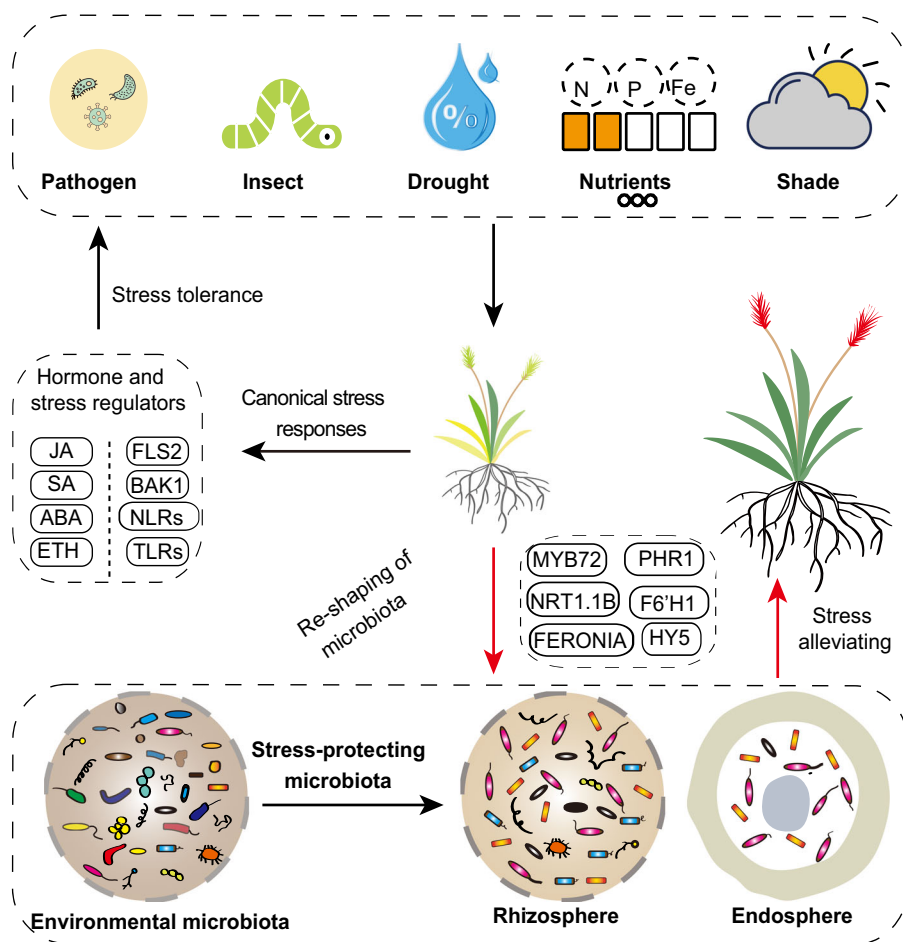 N P Fe
%
Pathogen Insect Drought Nutrients Shade
Stress tolerance
Hormone and
stress regulators
JA FLS2
SA BAK1
ABA NLRs
ETH TLRs
Canonical stress
responses
Re-shaping of
microbiota
MYB72 PHR1
NRT1.1B F6'H1
FERONIA HY5
Stress
alleviating
Stress-protecting
microbiota
Environmental microbiota Rhizosphere Endosphere